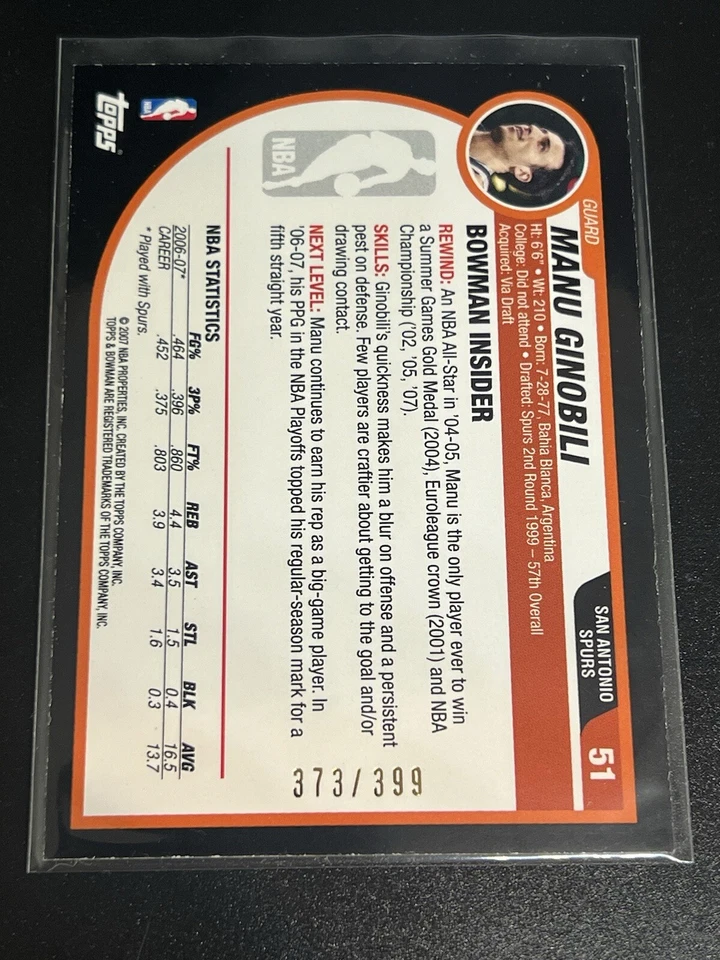 GUARD
MANU GINOBILI
SAN ANTONIO
SPURS
51
Ht: 6'6" • Wt: 210 • Born: 7-28-77, Bahia Blanca, Argentina
College: Did not attend • Drafted: Spurs 2nd Round 1999 – 57th Overall
Acquired: Via Draft
BOWMAN INSIDER
REWIND: An NBA All-Star in '04-05, Manu is the only player ever to win
a Summer Games Gold Medal (2004), Euroleague crown (2001) and NBA
Championship ('02, '05, '07).
SKILLS: Ginobili's quickness makes him a blur on offense and a persistent
pest on defense. Few players are craftier about getting to the goal and/or
drawing contact.
NEXT LEVEL: Manu continues to earn his rep as a big-game player. In
'06-07, his PPG in the NBA Playoffs topped his regular-season mark for a
fifth straight year.
NBA
373/399
NBA STATISTICS
FG% 3P% FT% REB AST STL BLK AVG
2006-07* .464 .396 .860 4.4 3.5 1.5 0.4 16.5
CAREER .452 .375 .803 3.9 3.4 1.6 0.3 13.7
* Played with Spurs.
© 2007 NBA PROPERTIES, INC. CREATED BY THE TOPPS COMPANY, INC.
TOPPS & BOWMAN ARE REGISTERED TRADEMARKS OF THE TOPPS COMPANY, INC.
NBA
topps